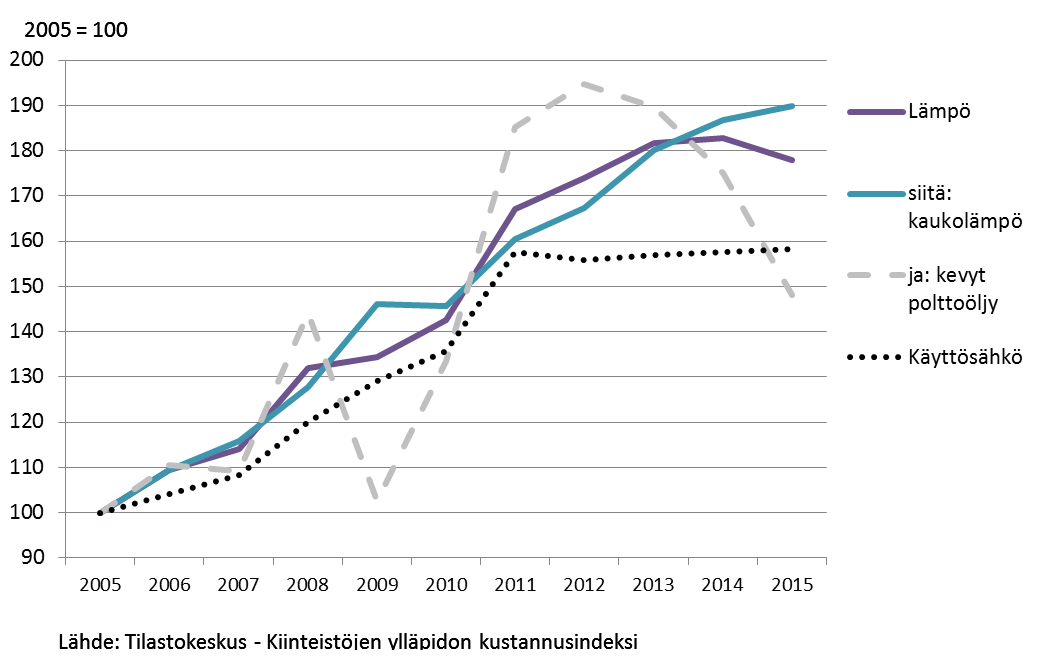 2005 = 100
200
190
180
170
160
150
140
130
120
110
100
90
2005 2006 2007 2008 2009 2010 2011 2012 2013 2014 2015
Lämpö
siitä:
kaukolämpö
ja: kevyt
polttoöljy
Käyttösähkö
Lähde: Tilastokeskus - Kiinteistöjen ylläpidon kustannusindeksi